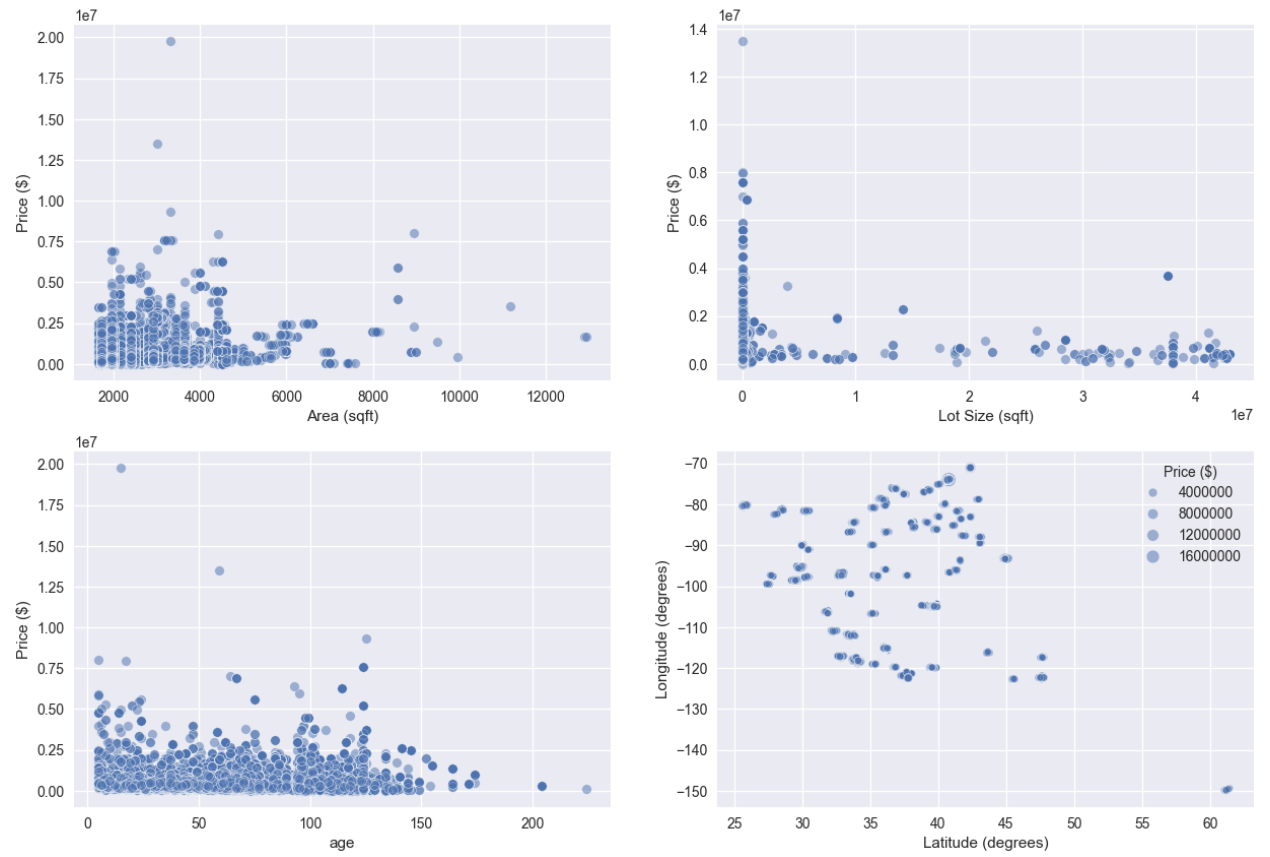 1e7
2.00
1.75
1.50
1.25
1.00
0.75
0.50
0.25
0.00
Price ($)
2000 4000 6000 8000 10000 12000
Area (sqft)
1e7
1.4
1.2
1.0
0.8
0.6
0.4
0.2
0.0
Price ($)
0 1 2 3 4
Lot Size (sqft)
1e7
1e7
2.00
1.75
1.50
1.25
1.00
0.75
0.50
0.25
0.00
Price ($)
0 50 100 150 200
age
−70
−80
−90
−100
−110
−120
−130
−140
−150
Longitude (degrees)
Price ($)
4000000
8000000
12000000
16000000
25 30 35 40 45 50 55 60
Latitude (degrees)